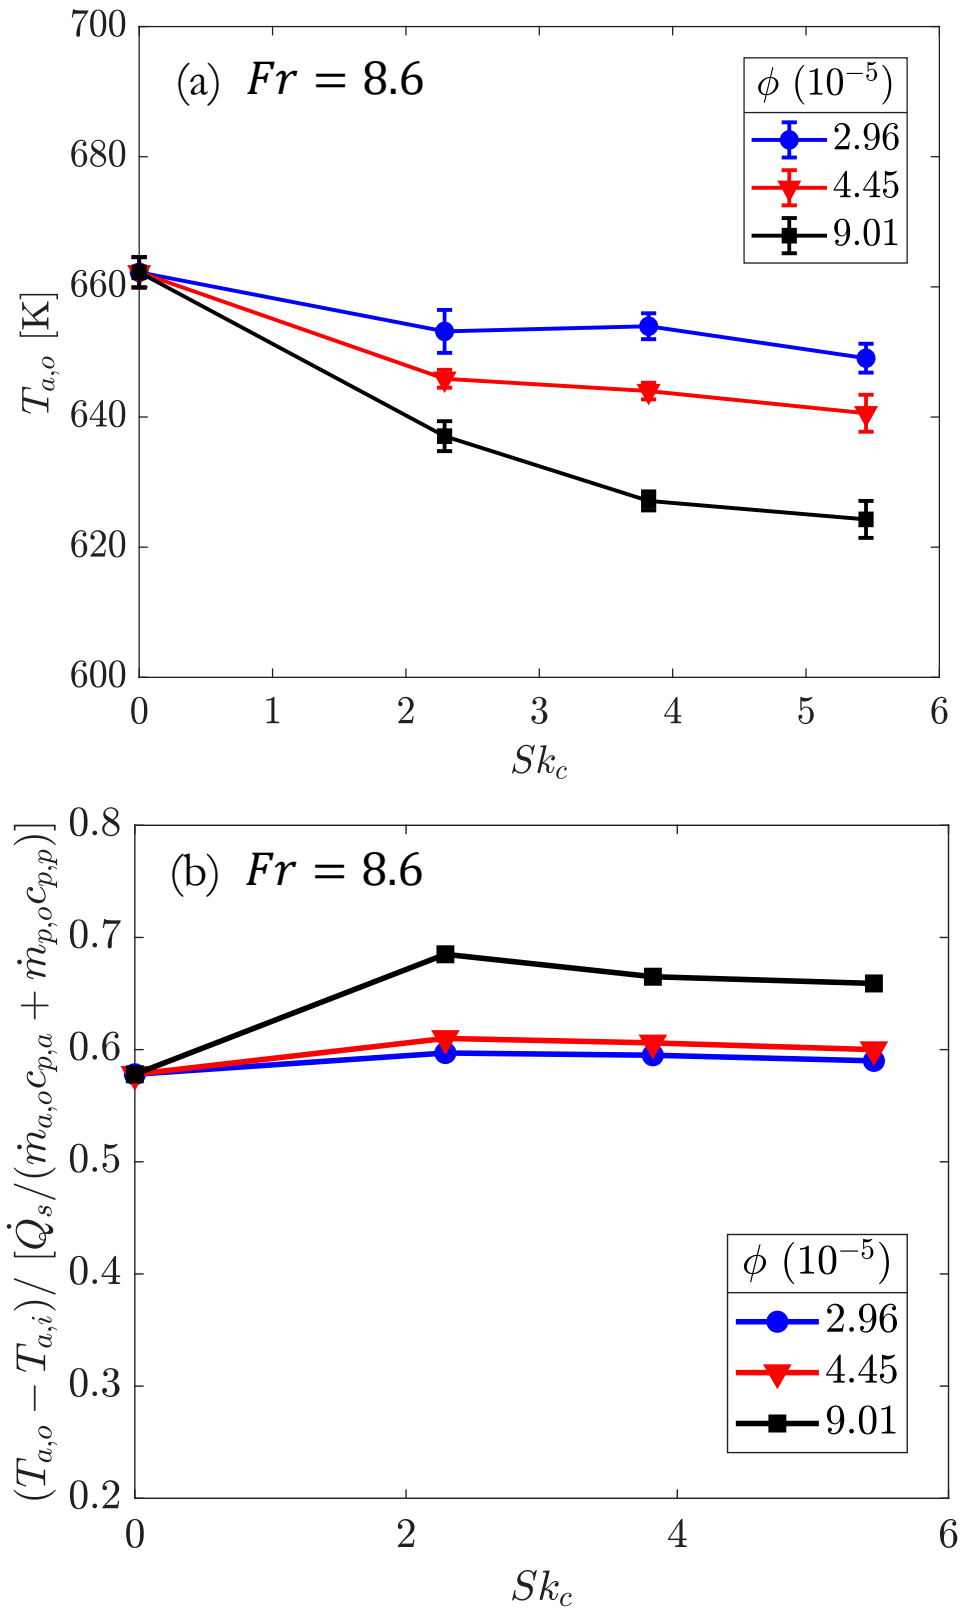 (a) Fr = 8.6
700
680
660
640
620
600
T_{a,o} [K]
0 1 2 3 4 5 6
Sk_c
ϕ (10^{-5})
2.96
4.45
9.01
(b) Fr = 8.6
0.8
0.7
0.6
0.5
0.4
0.3
0.2
(T_{a,o} − T_{a,i})/ [Q̇_s/(ṁ_{a,o}c_{p,a} + ṁ_{p,o}c_{p,p})]
0 2 4 6
Sk_c
ϕ (10^{-5})
2.96
4.45
9.01